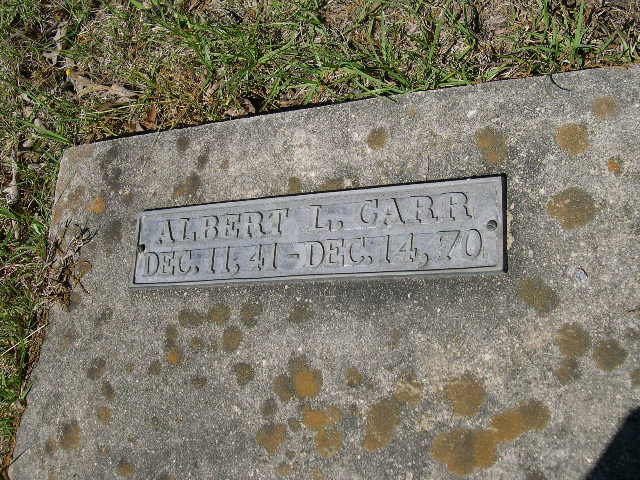 ALBERT L. CARR
DEC. 11, 41 - DEC. 14, 70